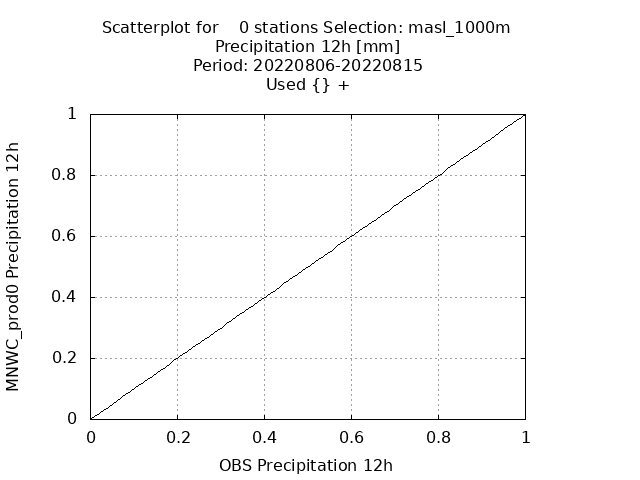 Scatterplot for    0 stations Selection: masl_1000m
Precipitation 12h [mm]
Period: 20220806-20220815
Used {} +
MNWC_prod0 Precipitation 12h
1
0.8
0.6
0.4
0.2
0
0 0.2 0.4 0.6 0.8 1
OBS Precipitation 12h